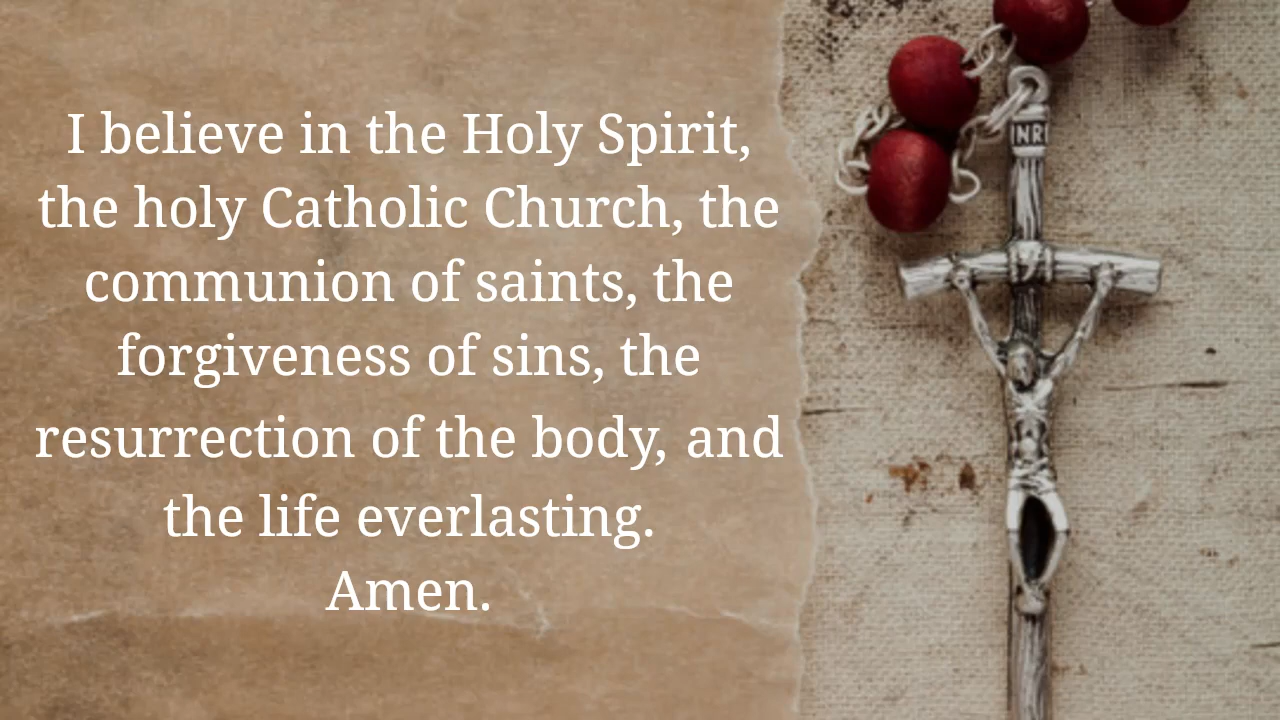 I believe in the Holy Spirit,
the holy Catholic Church, the
communion of saints, the
forgiveness of sins, the
resurrection of the body, and
the life everlasting.
Amen.
INRI